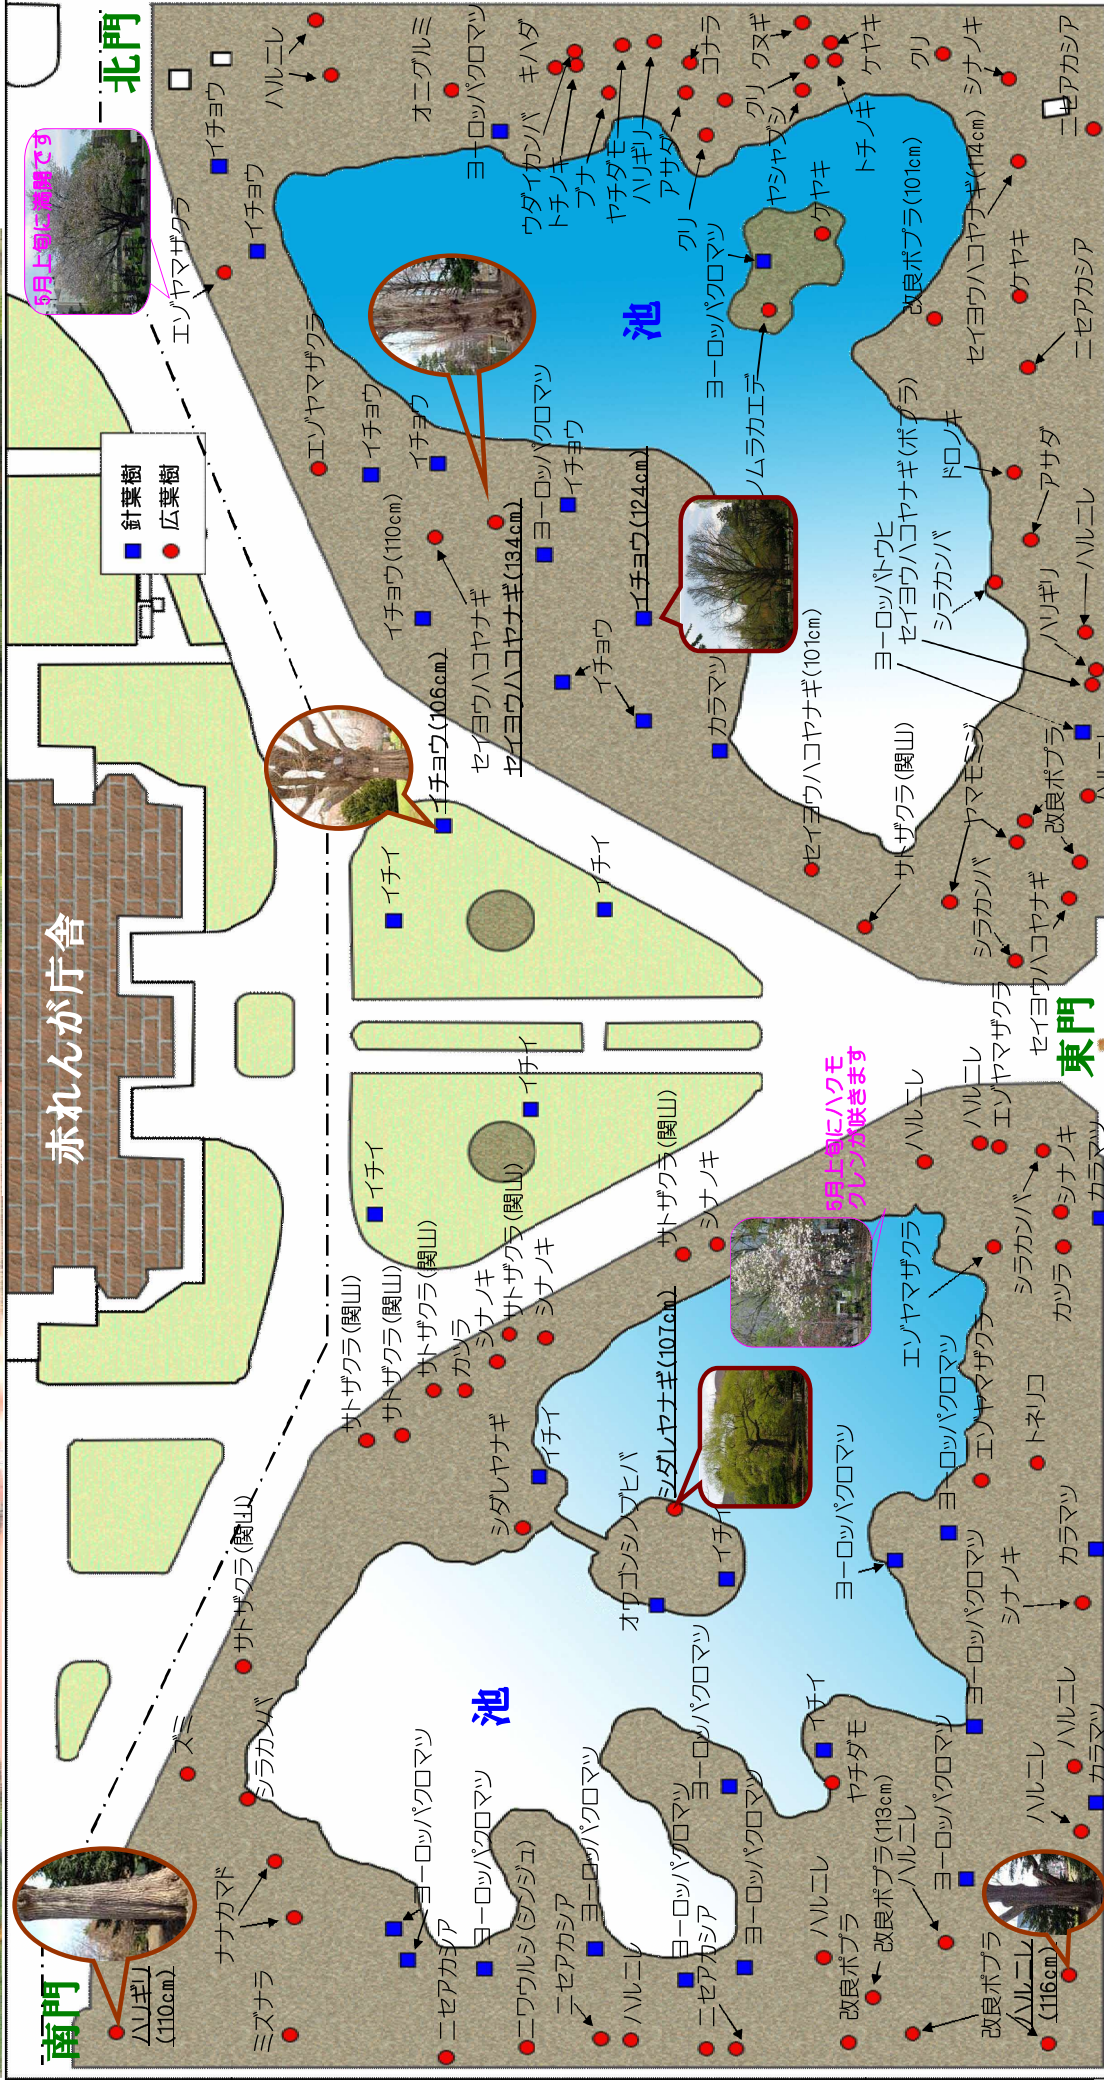 北門
5月上旬に満開です
エゾヤマザクラ
イチョウ
イチョウ
ハルニレ
オニグルミ
ヨーロッパクロマツ
キハダ
ウダイカンバ
トチノキ
ブナ
ヤチダモ
ハリギリ
アサダ
コナラ
クリ
クヌギ
クリ
ヤシャブシ
ケヤキ
トチノキ
クリ
シナノキ
ニセアカシア
セイヨウハコヤナギ(114cm)
改良ポプラ(101cm)
ケヤキ
ニセアカシア
ケヤキ
ヨーロッパクロマツ
ノムラカエデ
池
針葉樹
広葉樹
エゾヤマザクラ
イチョウ
イチョウ
イチョウ(110cm)
セイヨウハコヤナギ
セイヨウハコヤナギ(134cm)
ヨーロッパクロマツ
イチョウ
イチョウ(124cm)
イチョウ
カラマツ
イチョウ(106cm)
ドロノキ
アサダ
ハルニレ
ハリギリ
シラカンバ
セイヨウハコヤナギ(ポプラ)
ヨーロッパトウヒ
セイヨウハコヤナギ(101cm)
サトザクラ(関山)
ヤマモミジ
改良ポプラ
シラカンバ
セイヨウハコヤナギ
赤れんが庁舎
イチイ
イチイ
イチイ
イチイ
東門
5月上旬にハクモ
クレンが咲きます
ハルニレ
ハルニレ
エゾヤマザクラ
シラカンバ
シナノキ
カラマツ
カツラ
エゾヤマザクラ
エゾヤマザクラ
トネリコ
サトザクラ(関山)
シナノキ
サトザクラ(関山)
サトザクラ(関山)
サトザクラ(関山)
カツラ
シナノキ
サトザクラ(関山)
シナノキ
シダレヤナギ
イチイ
シダレヤナギ(107cm)
オウゴンシノブヒバ
イチイ
ヨーロッパクロマツ
ヨーロッパクロマツ
ヨーロッパクロマツ
シナノキ
カラマツ
サトザクラ(関山)
ズミ
シラカンバ
ナナカマド
ミズナラ
池
ヨーロッパクロマツ
ニセアカシア
ヨーロッパクロマツ
ニワウルシ(シンジュ)
ニセアカシア
ヨーロッパクロマツ
ハルニレ
ヨーロッパクロマツ
ニセアカシア
ヨーロッパクロマツ
ヨーロッパクロマツ
イチイ
ヤチダモ
ハルニレ
改良ポプラ
改良ポプラ(113cm)
ハルニレ
ヨーロッパクロマツ
改良ポプラ
ハルニレ
(116cm)
ハルニレ
ハルニレ
カラマツ
南門
ハリギリ
(110cm)